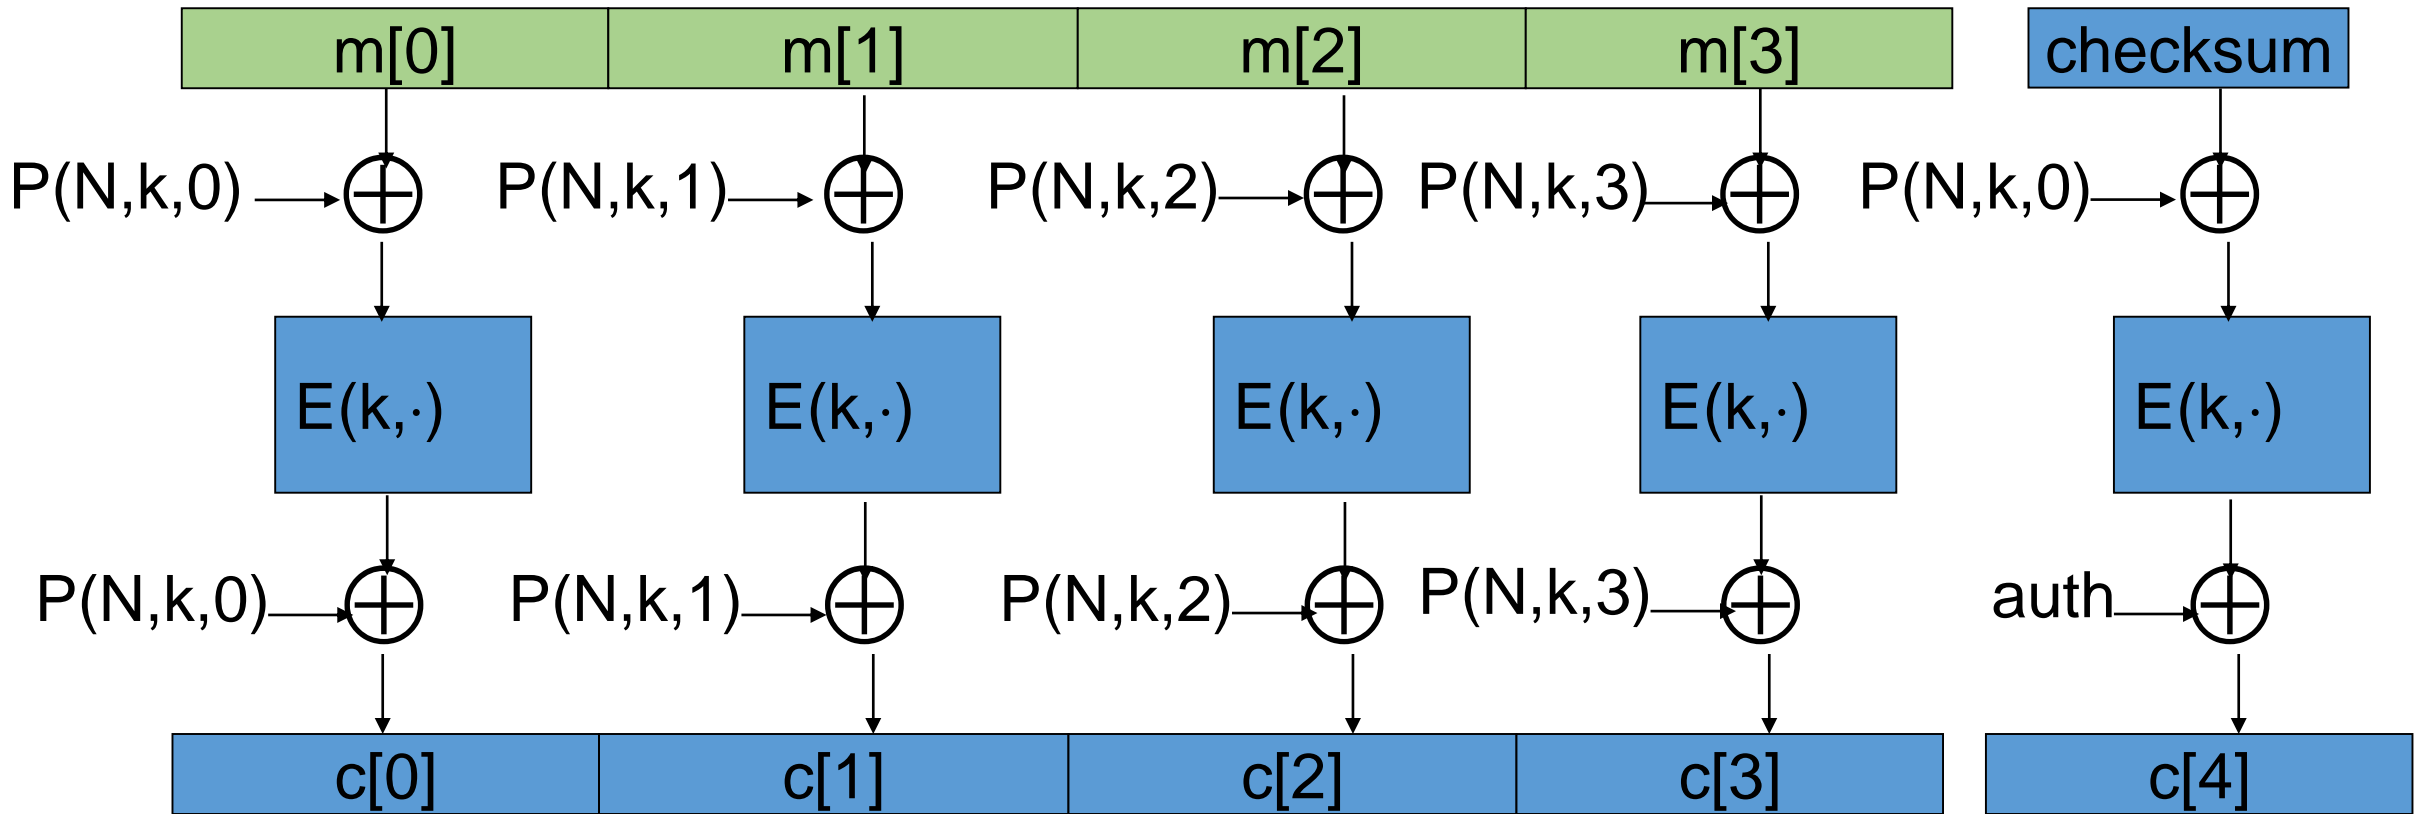 m[0] m[1] m[2] m[3] checksum
P(N,k,0) P(N,k,1) P(N,k,2) P(N,k,3) P(N,k,0)
E(k,·) E(k,·) E(k,·) E(k,·) E(k,·)
P(N,k,0) P(N,k,1) P(N,k,2) P(N,k,3) auth
c[0] c[1] c[2] c[3] c[4]